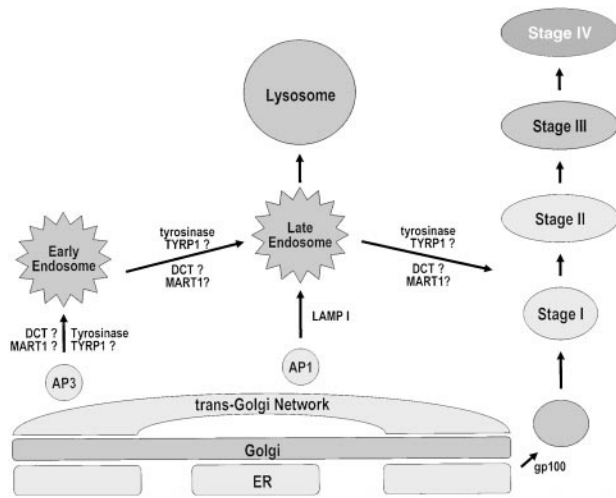 Stage IV
Lysosome
Stage III
tyrosinase
TYRP1 ?
Late
Endosome
tyrosinase
TYRP1 ?
Stage II
Early
Endosome
DCT ?
MART1?
DCT ?
MART1?
LAMP I
Stage I
DCT ?
MART1 ?
Tyrosinase
TYRP1 ?
AP3
AP1
trans-Golgi Network
Golgi
gp100
ER